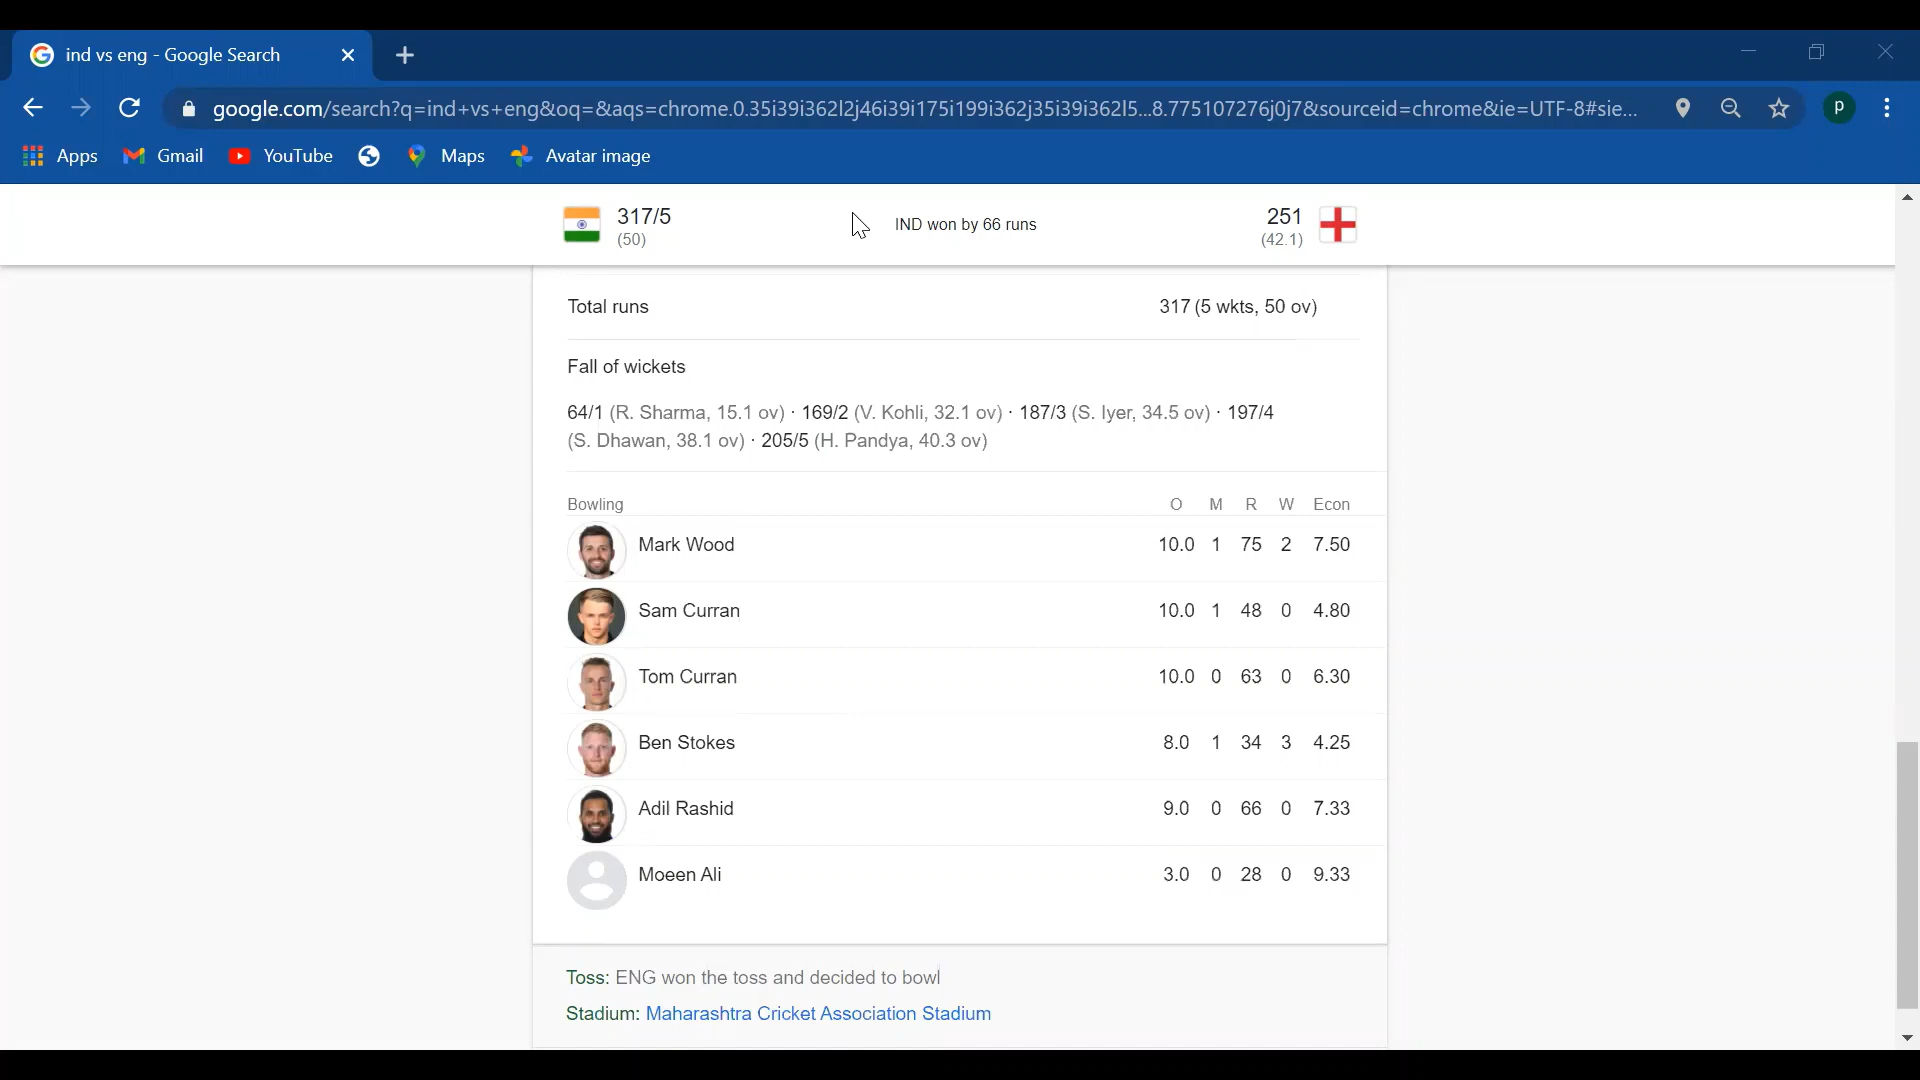 ind vs eng - Google Search
google.com/search?q=ind+vs+eng&oq=&aqs=chrome.0.35i39i362l2j46i39i175i199i362j35i39i362l5...8.775107276j0j7&sourceid=chrome&ie=UTF-8#sie...
P
Apps Gmail YouTube Maps Avatar image
317/5 IND won by 66 runs 251
(50) (42.1)
Total runs 317 (5 wkts, 50 ov)
Fall of wickets
64/1 (R. Sharma, 15.1 ov) · 169/2 (V. Kohli, 32.1 ov) · 187/3 (S. Iyer, 34.5 ov) · 197/4
(S. Dhawan, 38.1 ov) · 205/5 (H. Pandya, 40.3 ov)
Bowling O M R W Econ
Mark Wood 10.0 1 75 2 7.50
Sam Curran 10.0 1 48 0 4.80
Tom Curran 10.0 0 63 0 6.30
Ben Stokes 8.0 1 34 3 4.25
Adil Rashid 9.0 0 66 0 7.33
Moeen Ali 3.0 0 28 0 9.33
Toss: ENG won the toss and decided to bowl
Stadium: Maharashtra Cricket Association Stadium